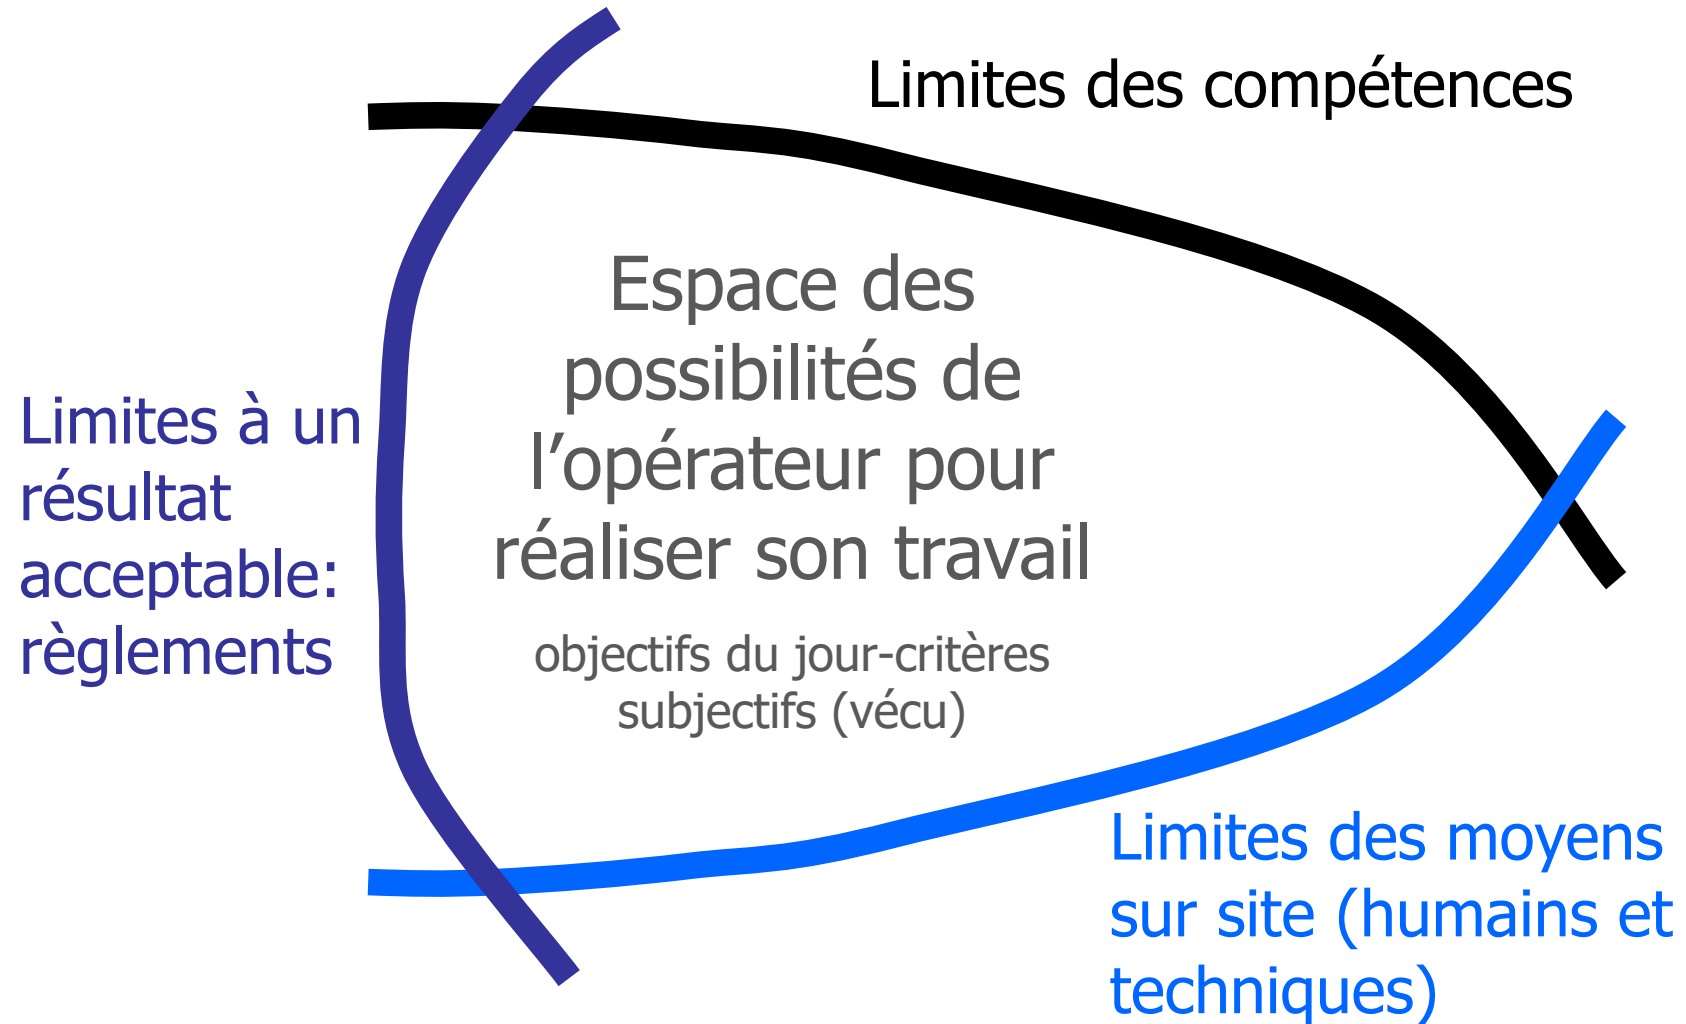 Limites des compétences
Espace des
possibilités de
l’opérateur pour
réaliser son travail
objectifs du jour-critères
subjectifs (vécu)
Limites à un
résultat
acceptable:
règlements
Limites des moyens
sur site (humains et
techniques)